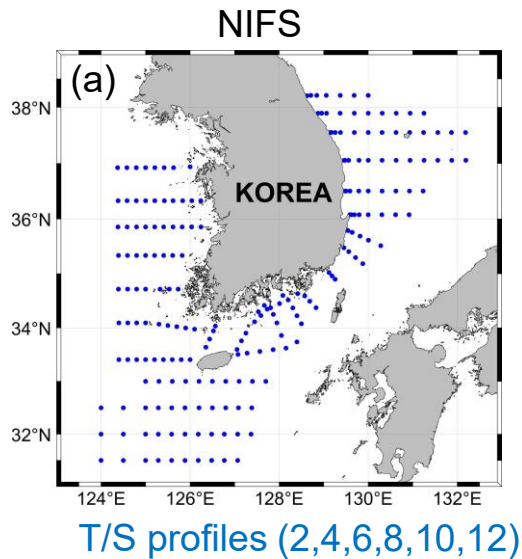 NIFS
(a)
38°N
KOREA
36°N
34°N
32°N
124°E 126°E 128°E 130°E 132°E
T/S profiles (2,4,6,8,10,12)